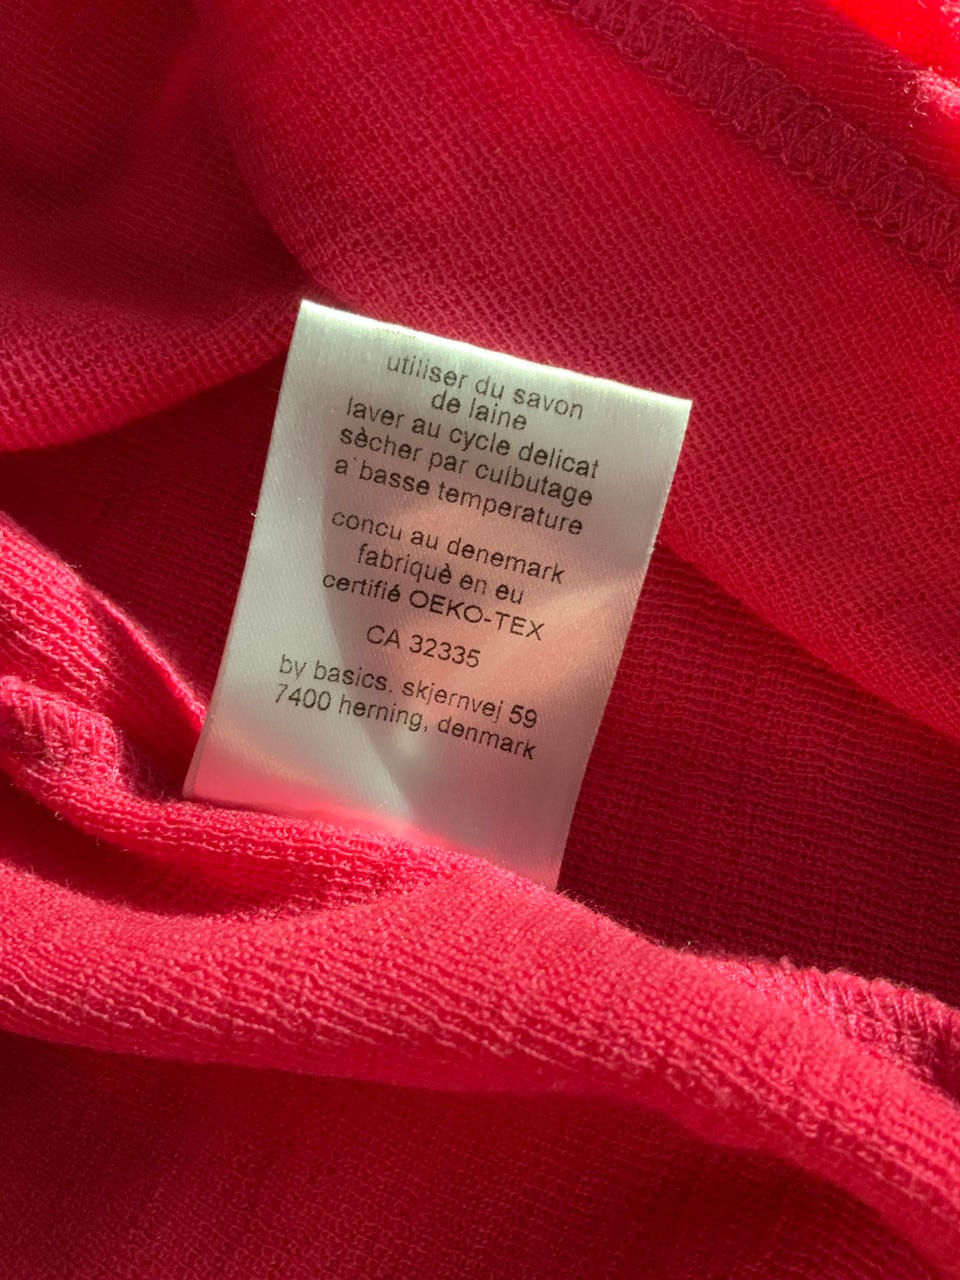 utiliser du savon
de laine
laver au cycle delicat
sècher par culbutage
a`basse temperature
concu au denemark
fabriquè en eu
certifié OEKO-TEX
CA 32335
by basics. skjernvej 59
7400 herning, denmark